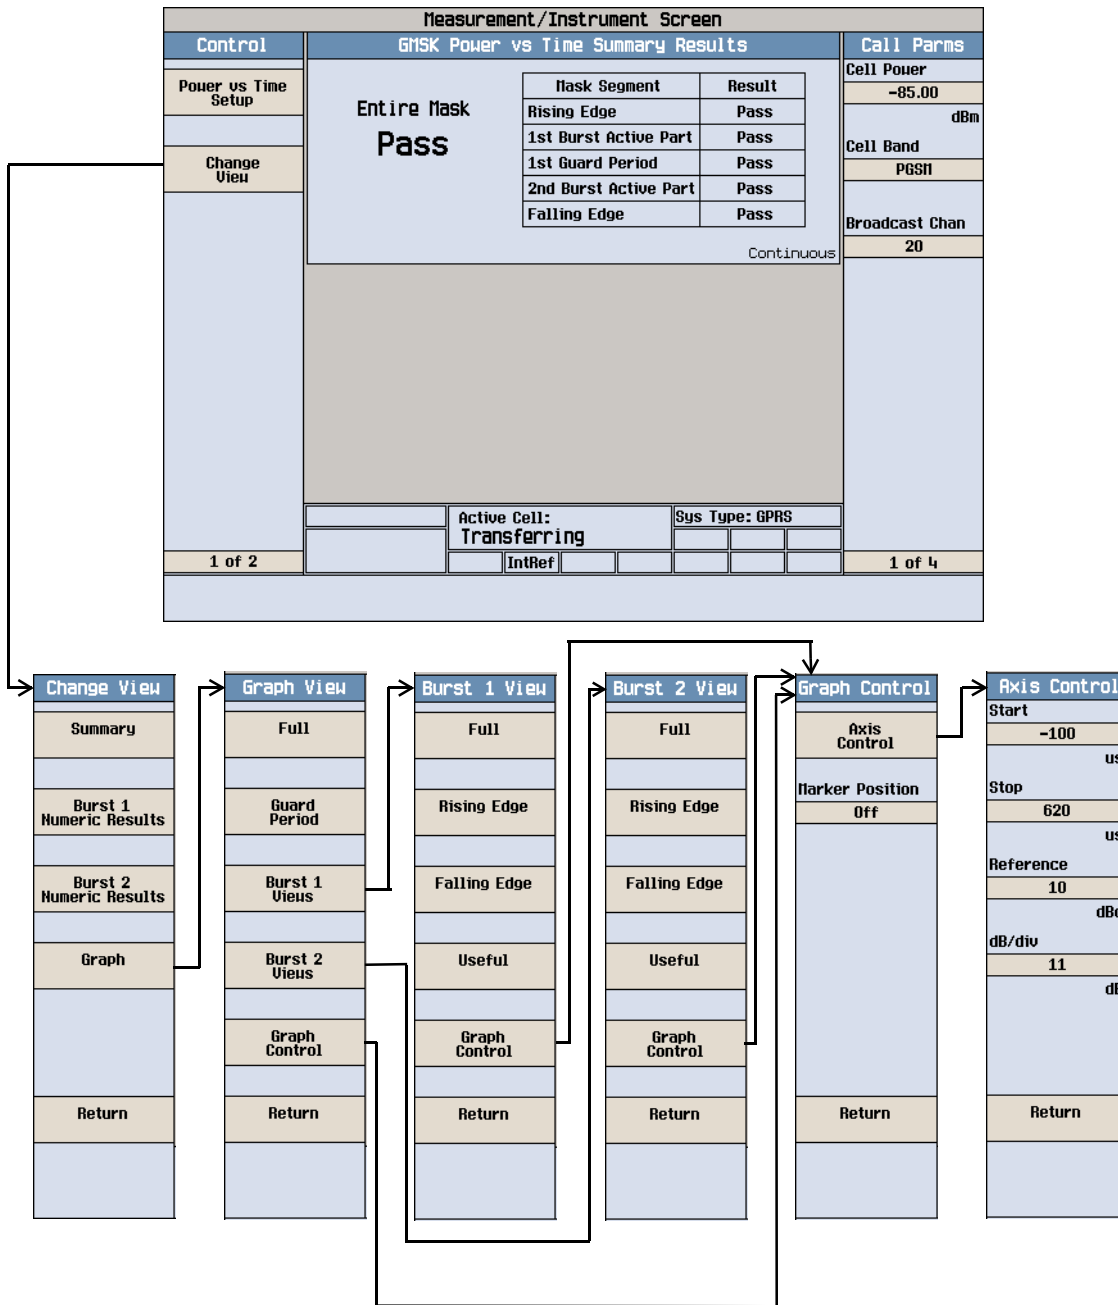 Measurement/Instrument Screen
Control
GMSK Power vs Time Summary Results
Call Parms
Power vs Time
Setup
Change
View
1 of 2
Entire Mask
Pass
Mask Segment Result
Rising Edge Pass
1st Burst Active Part Pass
1st Guard Period Pass
2nd Burst Active Part Pass
Falling Edge Pass
Continuous
Cell Power
-85.00
dBm
Cell Band
PGSM
Broadcast Chan
20
1 of 4
Active Cell:
Transferring
Sys Type: GPRS
IntRef
Change View
Summary
Burst 1
Numeric Results
Burst 2
Numeric Results
Graph
Return
Graph View
Full
Guard
Period
Burst 1
Views
Burst 2
Views
Graph
Control
Return
Burst 1 View
Full
Rising Edge
Falling Edge
Useful
Graph
Control
Return
Burst 2 View
Full
Rising Edge
Falling Edge
Useful
Graph
Control
Return
Graph Control
Axis
Control
Marker Position
Off
Return
Axis Control
Start
-100
us
Stop
620
us
Reference
10
dBc
dB/div
11
dB
Return